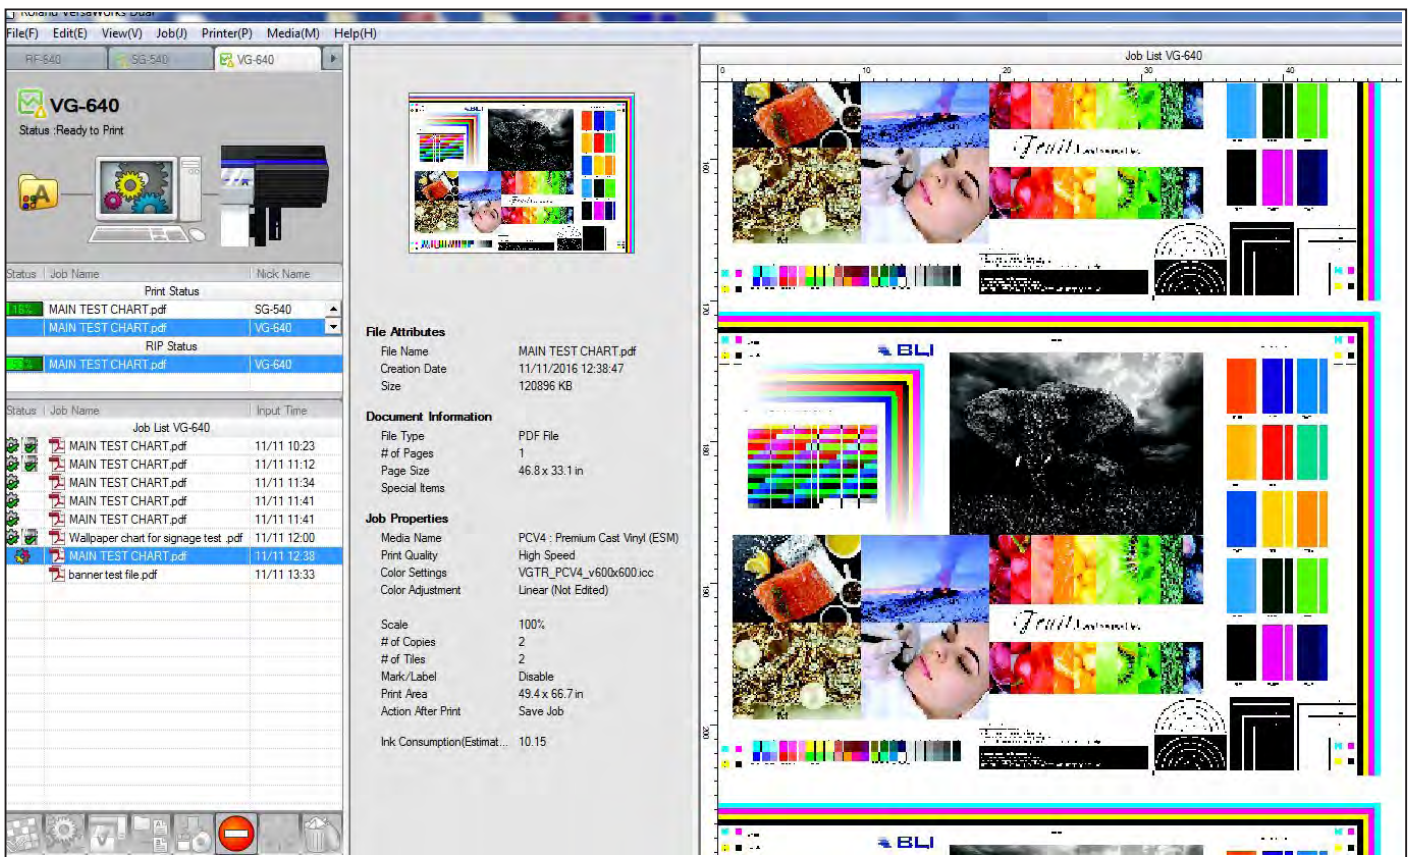 Roland VersaWorks Dual
File(F) Edit(E) View(V) Job(J) Printer(P) Media(M) Help(H)
RF-640 SG-540 VG-640
VG-640
Status :Ready to Print
A
Status Job Name Nick Name
Print Status
MAIN TEST CHART.pdf SG-540
MAIN TEST CHART.pdf VG-640
RIP Status
MAIN TEST CHART.pdf VG-640
Status Job Name Input Time
Job List VG-640
MAIN TEST CHART.pdf 11/11 10:23
MAIN TEST CHART.pdf 11/11 11:12
MAIN TEST CHART.pdf 11/11 11:34
MAIN TEST CHART.pdf 11/11 11:41
MAIN TEST CHART.pdf 11/11 11:41
Wallpaper chart for signage test .pdf 11/11 12:00
MAIN TEST CHART.pdf 11/11 12:38
banner test file.pdf 11/11 13:33
BLI
File Attributes
File Name MAIN TEST CHART.pdf
Creation Date 11/11/2016 12:38:47
Size 120896 KB
Document Information
File Type PDF File
# of Pages 1
Page Size 46.8 x 33.1 in
Special Items
Job Properties
Media Name PCV4 : Premium Cast Vinyl (ESM)
Print Quality High Speed
Color Settings VGTR_PCV4_v600x600.icc
Color Adjustment Linear (Not Edited)
Scale 100%
# of Copies 2
# of Tiles 2
Mark/Label Disable
Print Area 49.4 x 66.7 in
Action After Print Save Job
Ink Consumption(Estimat... 10.15
Job List VG-640
0 10 20 30 40
160
Fruit
170
BLI
180
190
Fruit
200
BLI